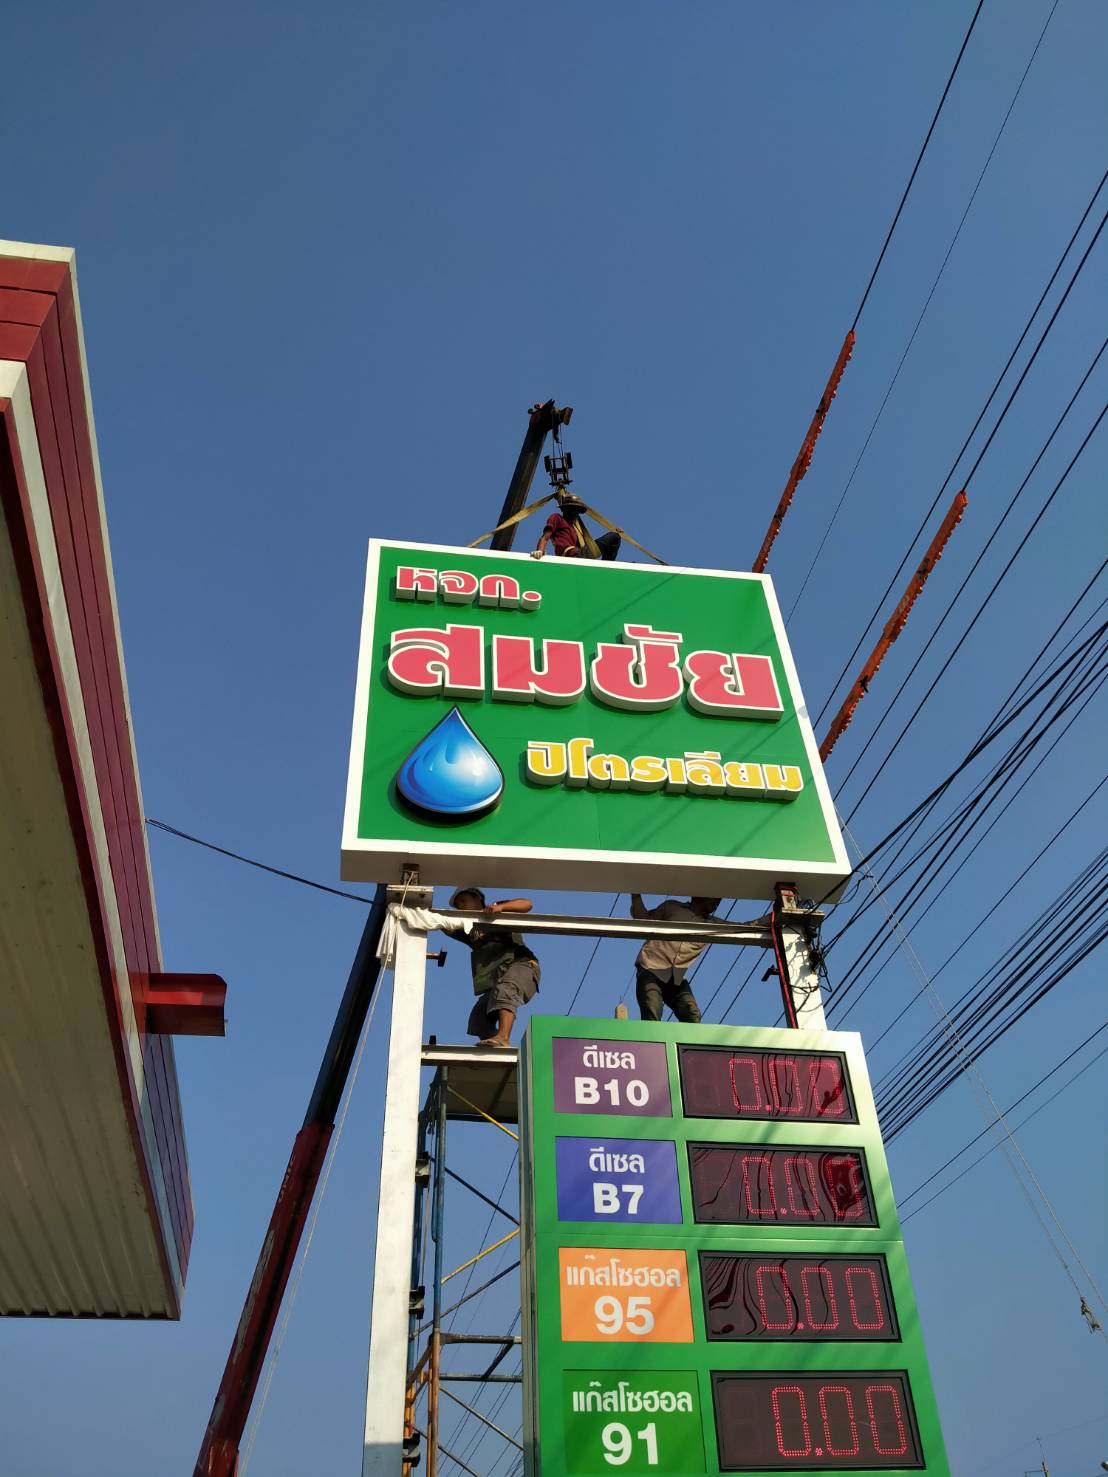 หจก.
สมชัย
ปิโตรเลียม
ดีเซล
B10
0.00
ดีเซล
B7
0.00
แก๊สโซฮอล
95
0.00
แก๊สโซฮอล
91
0.00